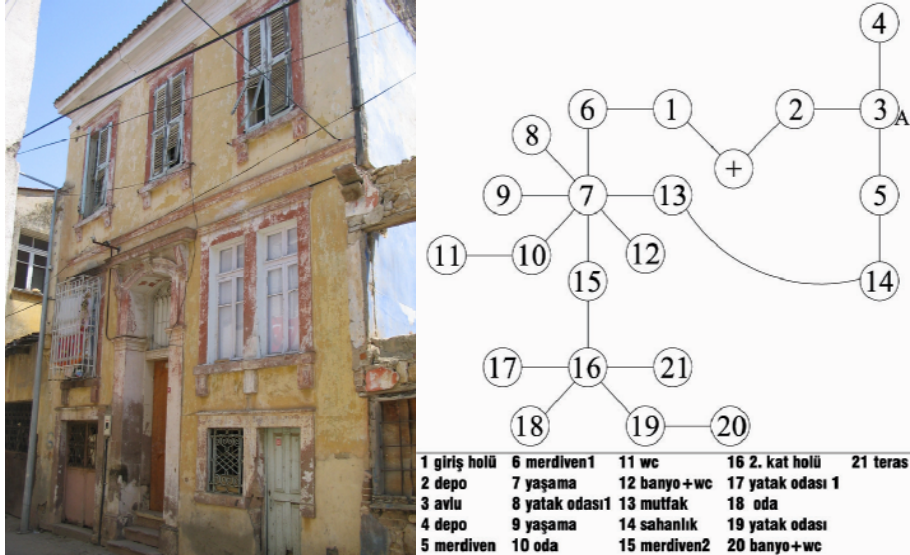 4
6 1 2 3 A
8
+
9 7 13 5
11 10 12
15 14
17 16 21
18 19 20
1 giriş holü 6 merdiven1 11 wc 16 2. kat holü 21 teras
2 depo 7 yaşama 12 banyo+wc 17 yatak odası 1
3 avlu 8 yatak odası1 13 mutfak 18 oda
4 depo 9 yaşama 14 sahanlık 19 yatak odası
5 merdiven 10 oda 15 merdiven2 20 banyo+wc